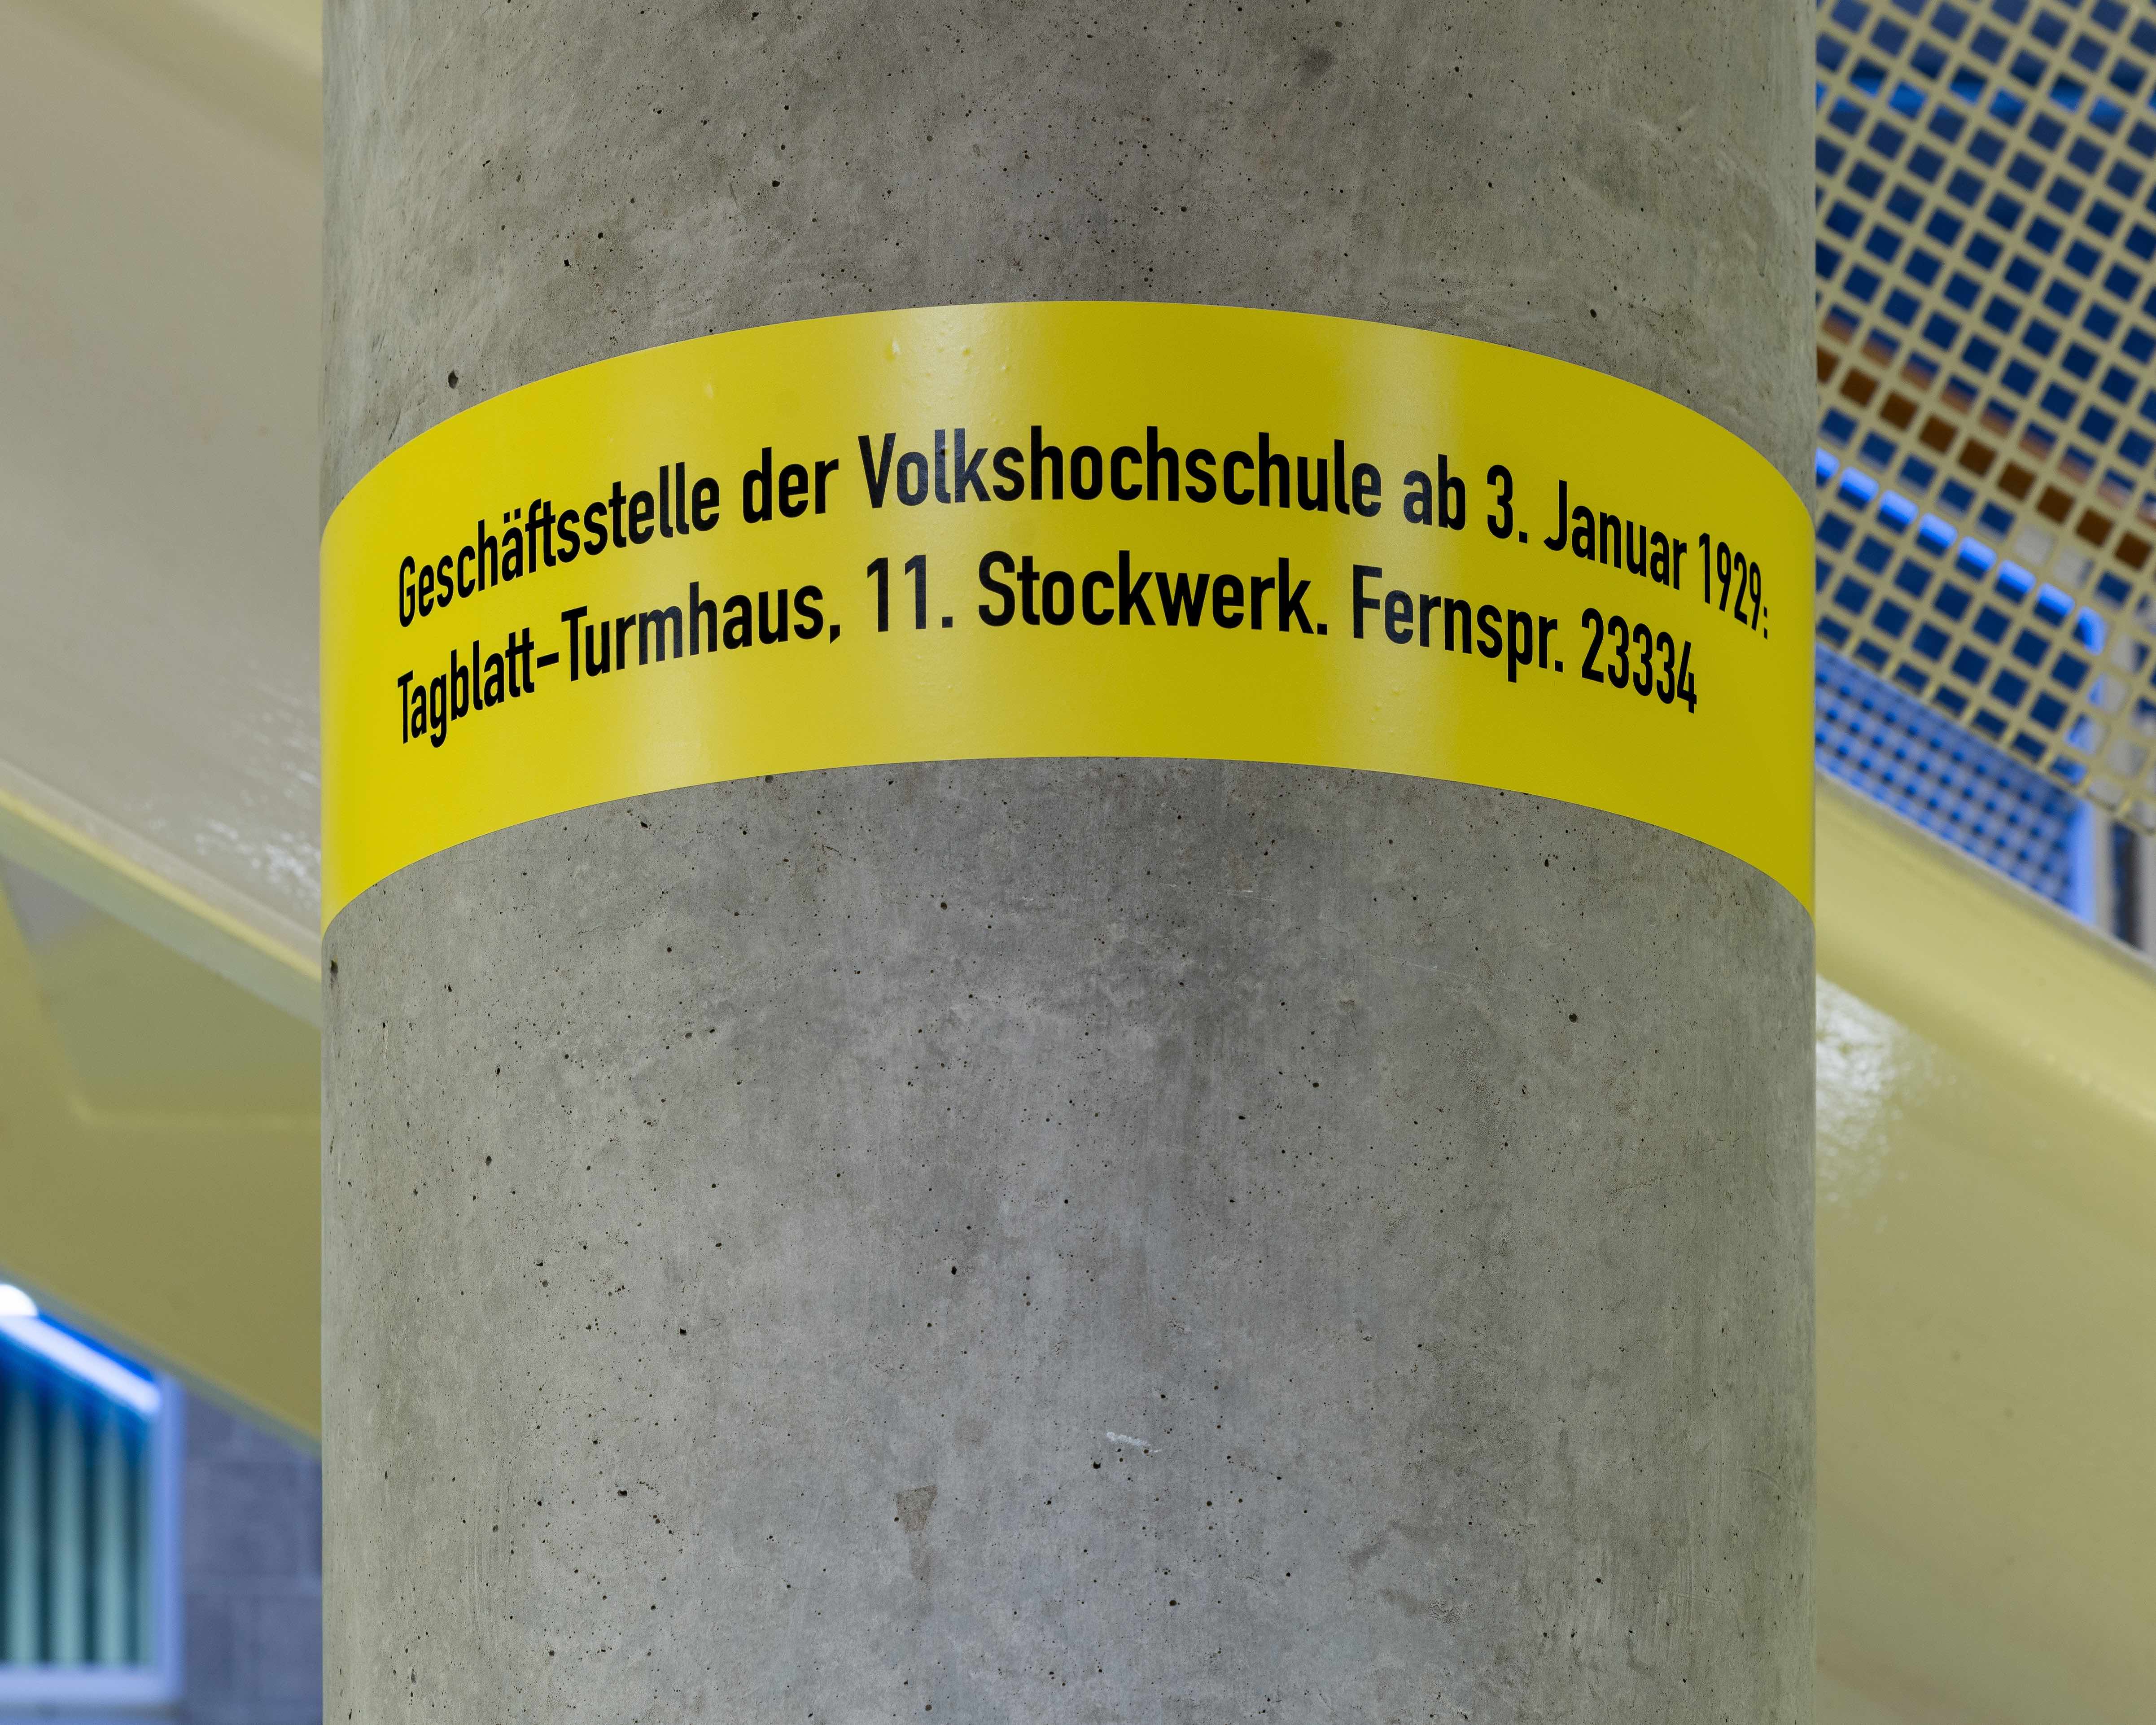 Geschäftsstelle der Volkshochschule ab 3. Januar 1929:
Tagblatt-Turmhaus, 11. Stockwerk. Fernspr. 23334